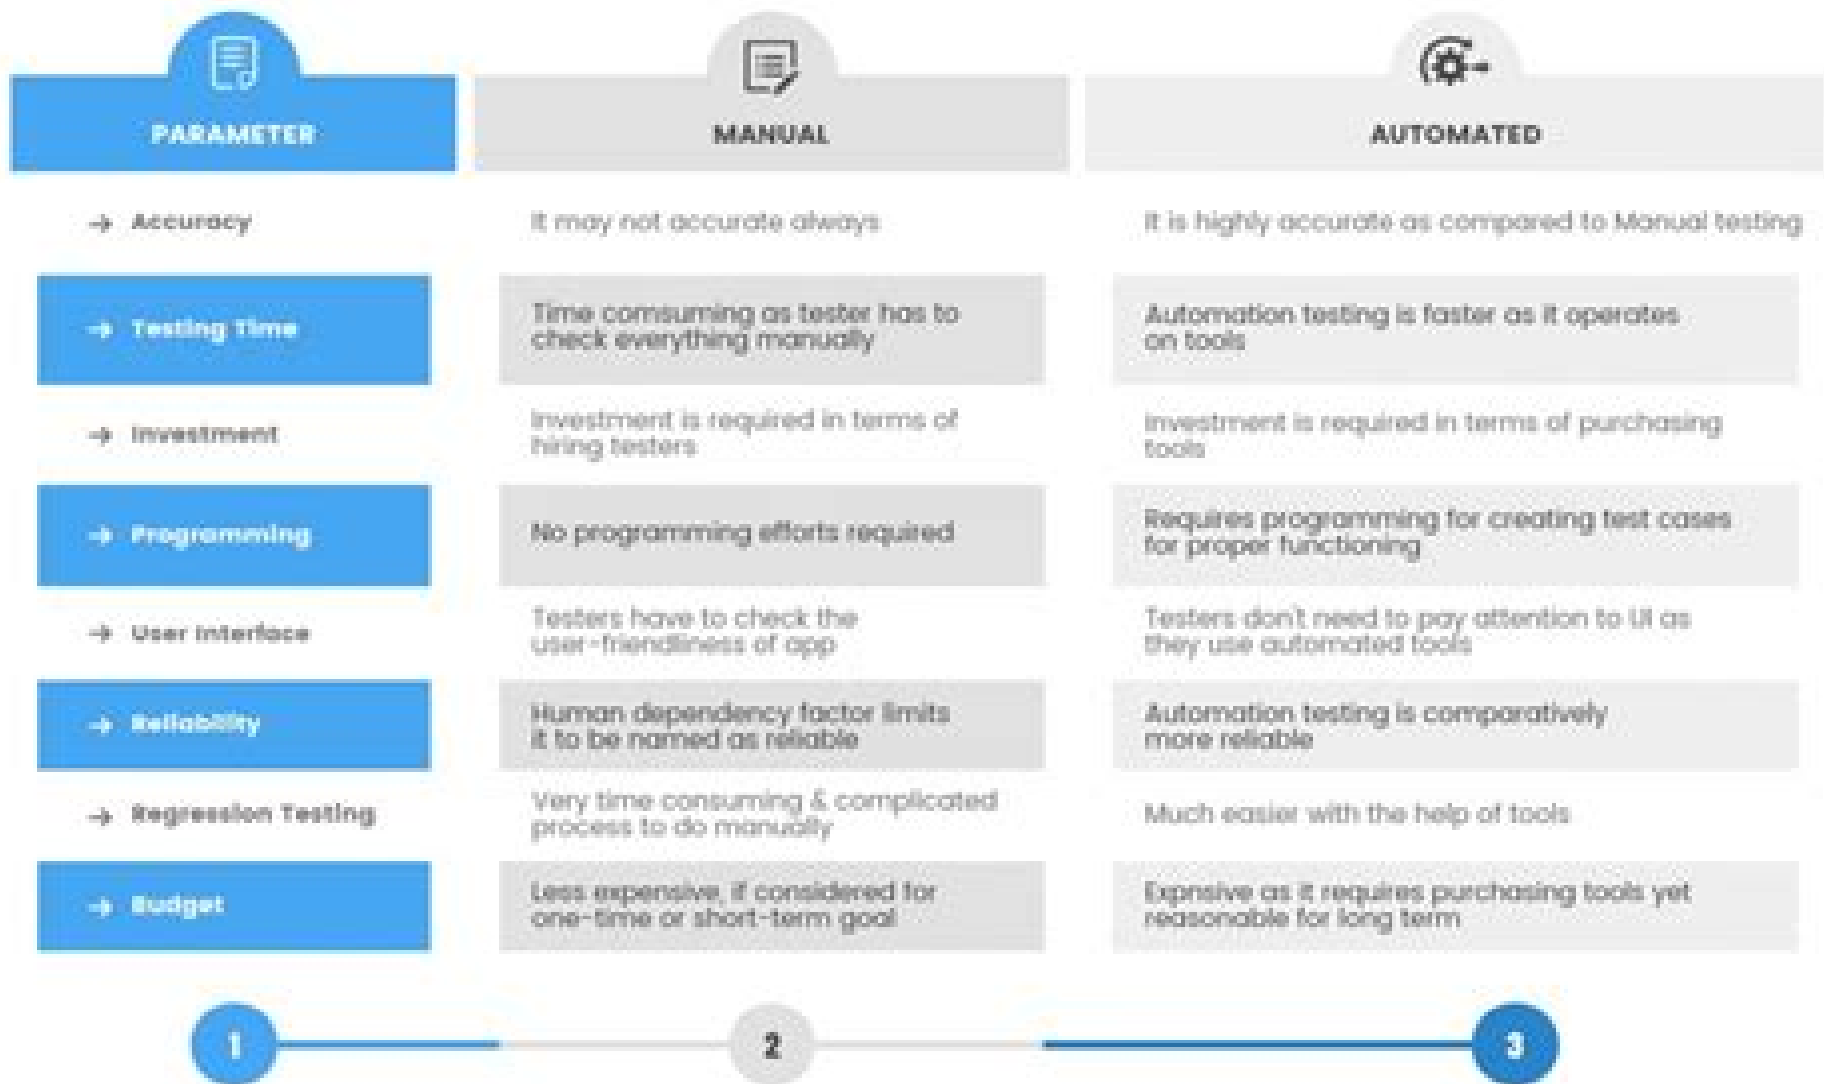 PARAMETER
MANUAL
AUTOMATED
Accuracy
It may not accurate always
It is highly accurate as compared to Manual testing
Testing Time
Time comsuming as tester has to
check everything manually
Automation testing is faster as it operates
on tools
Investment
Investment is required in terms of
hiring testers
Investment is required in terms of purchasing
tools
Programming
No programming efforts required
Requires programming for creating test cases
for proper functioning
User Interface
Testers have to check the
user-friendliness of app
Testers don't need to pay attention to UI as
they use automated tools
Reliability
Human dependency factor limits
it to be named as reliable
Automation testing is comparatively
more reliable
Regression Testing
Very time consuming & complicated
process to do manually
Much easier with the help of tools
Budget
Less expensive, if considered for
one-time or short-term goal
Expnsive as it requires purchasing tools yet
reasonable for long term
1
2
3